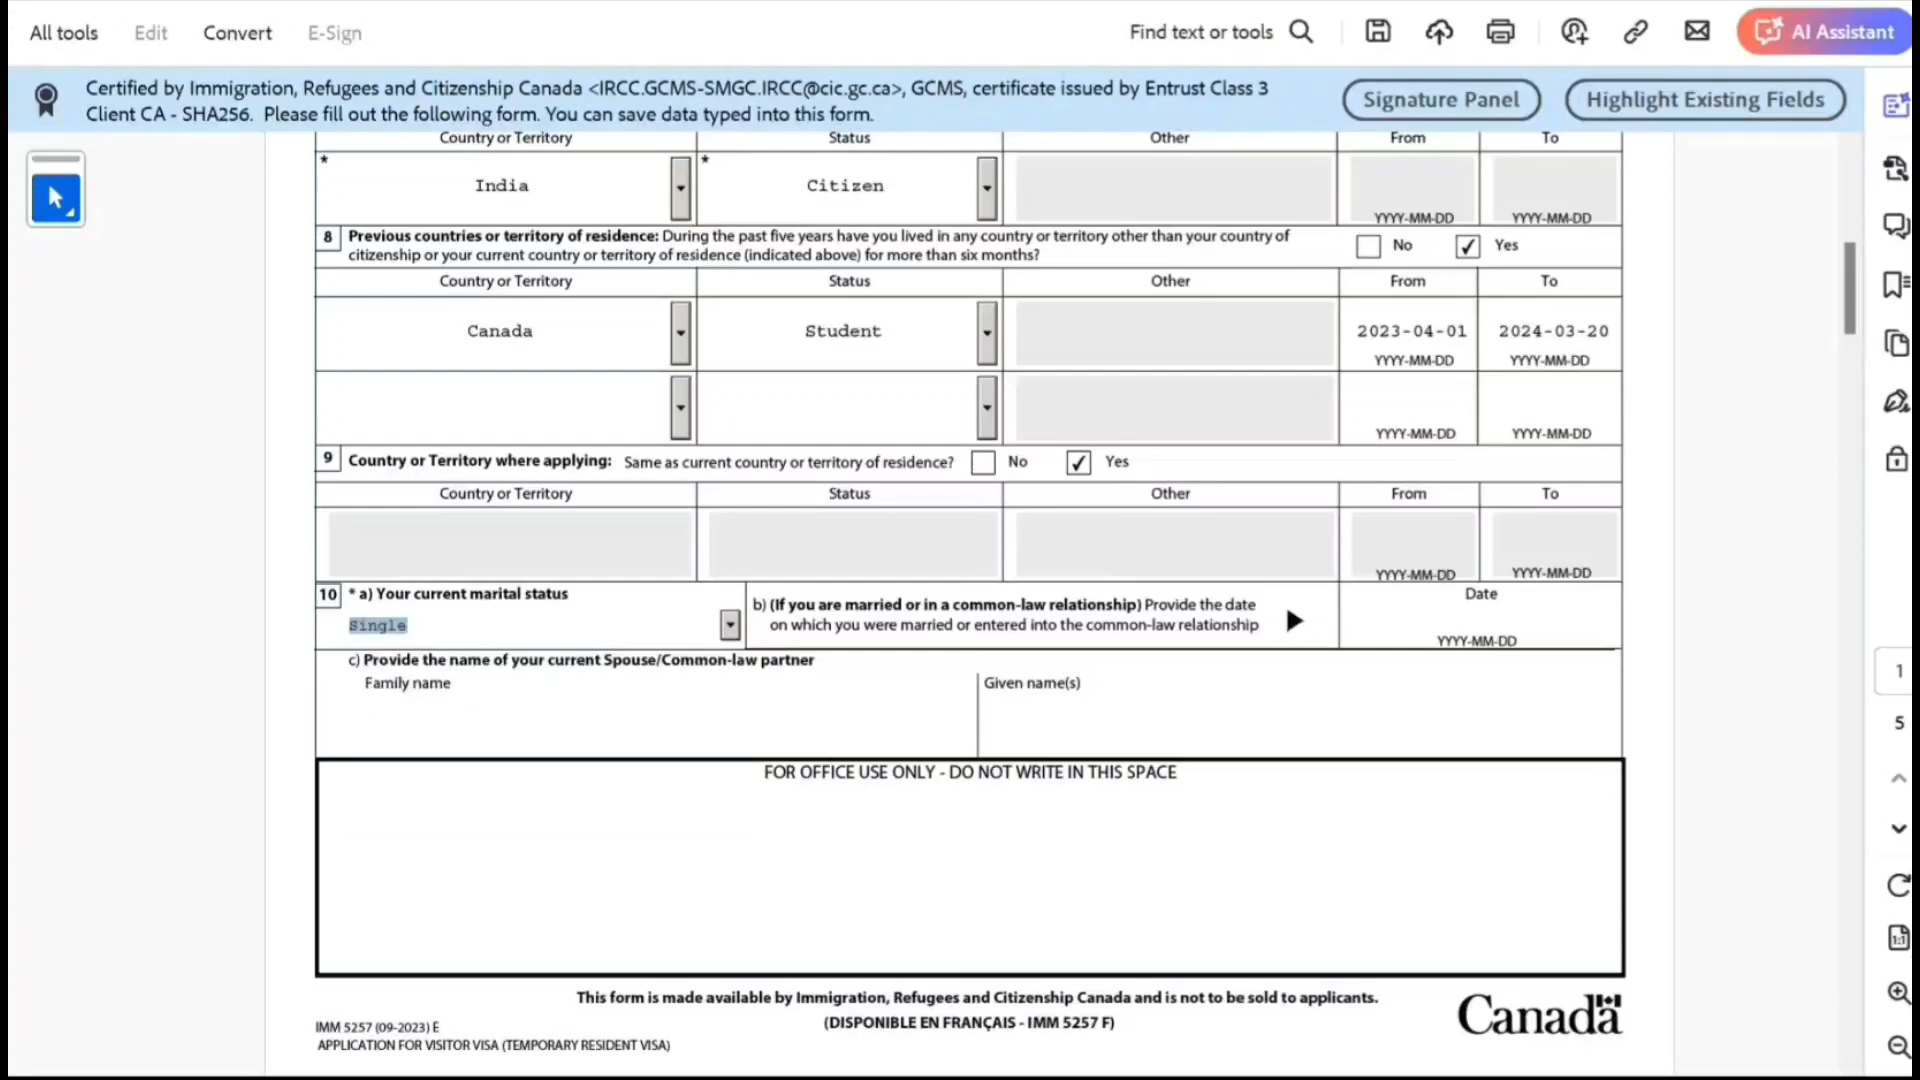 All tools Edit Convert E-Sign Find text or tools AI Assistant
Certified by Immigration, Refugees and Citizenship Canada <IRCC.GCMS-SMGC.IRCC@cic.gc.ca>, GCMS, certificate issued by Entrust Class 3
Client CA - SHA256. Please fill out the following form. You can save data typed into this form.
Signature Panel Highlight Existing Fields
Country or Territory Status Other From To
* India * Citizen
YYYY-MM-DD YYYY-MM-DD
8 Previous countries or territory of residence: During the past five years have you lived in any country or territory other than your country of
citizenship or your current country or territory of residence (indicated above) for more than six months?
No ✓ Yes
Country or Territory Status Other From To
Canada Student 2023-04-01 2024-03-20
YYYY-MM-DD YYYY-MM-DD
YYYY-MM-DD YYYY-MM-DD
9 Country or Territory where applying: Same as current country or territory of residence? No ✓ Yes
Country or Territory Status Other From To
YYYY-MM-DD YYYY-MM-DD
10 * a) Your current marital status
Single
b) (If you are married or in a common-law relationship) Provide the date
on which you were married or entered into the common-law relationship
Date
YYYY-MM-DD
c) Provide the name of your current Spouse/Common-law partner
Family name Given name(s)
FOR OFFICE USE ONLY - DO NOT WRITE IN THIS SPACE
This form is made available by Immigration, Refugees and Citizenship Canada and is not to be sold to applicants.
(DISPONIBLE EN FRANÇAIS - IMM 5257 F)
IMM 5257 (09-2023) E
APPLICATION FOR VISITOR VISA (TEMPORARY RESIDENT VISA)
Canada
1
5
1:1